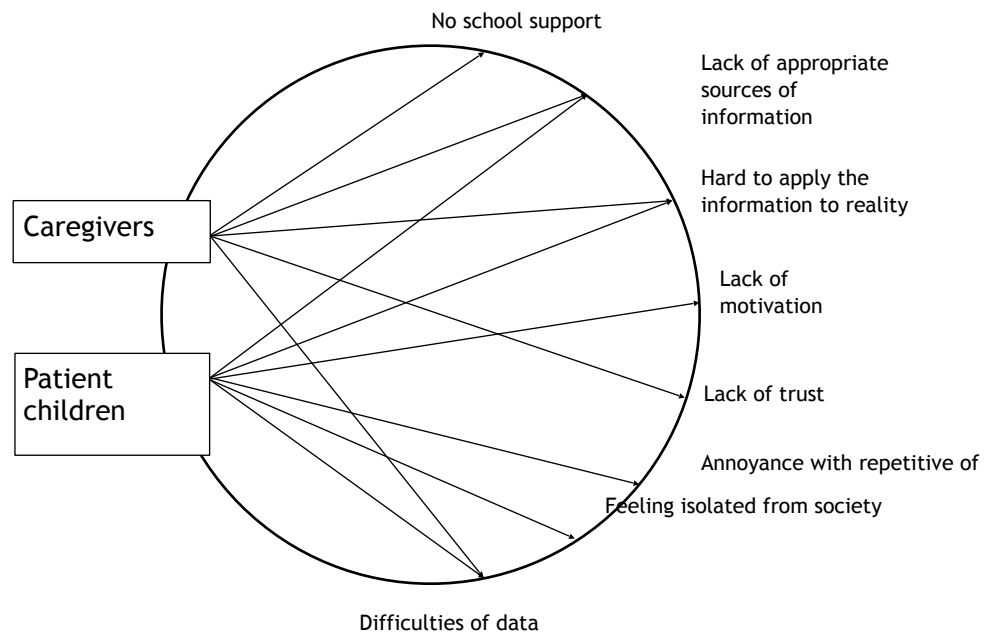 No school support
Lack of appropriate
sources of
information
Hard to apply the
information to reality
Caregivers
Lack of
motivation
Patient
children
Lack of trust
Annoyance with repetitive of
Feeling isolated from society
Difficulties of data